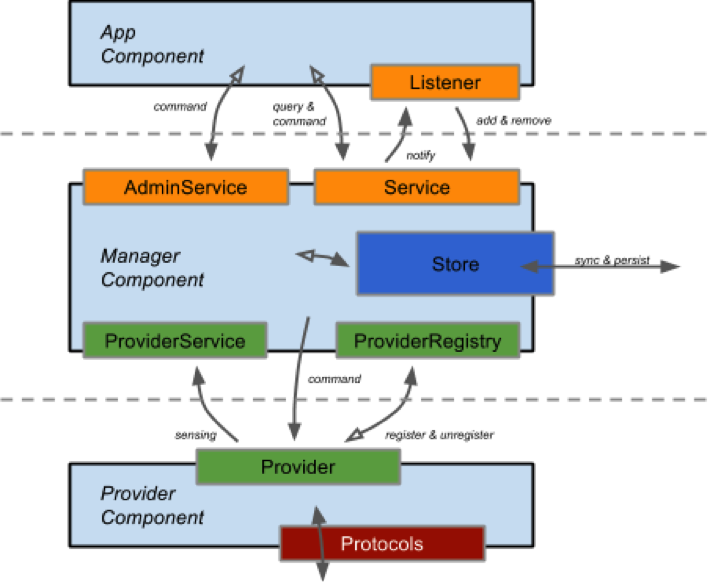 App
Component
Listener
command
query &
command
add & remove
notify
AdminService
Service
Manager
Component
Store
sync & persist
ProviderService
ProviderRegistry
command
sensing
register & unregister
Provider
Provider
Component
Protocols